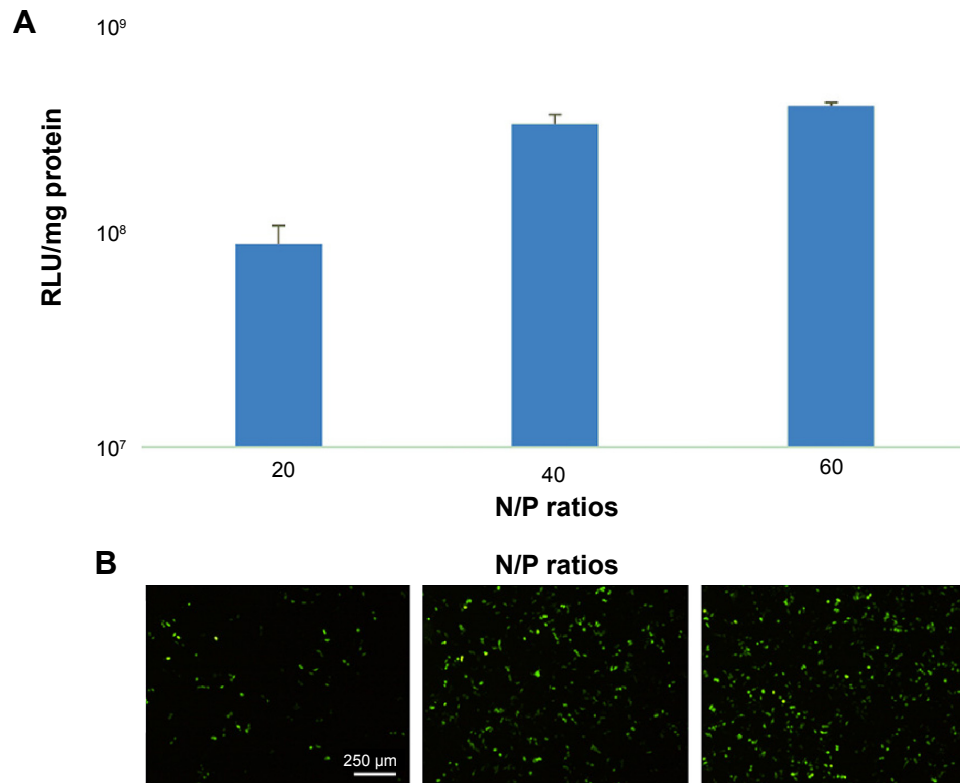 A
10⁹
RLU/mg protein
10⁸
10⁷
20 40 60
N/P ratios
B
N/P ratios
250 µm